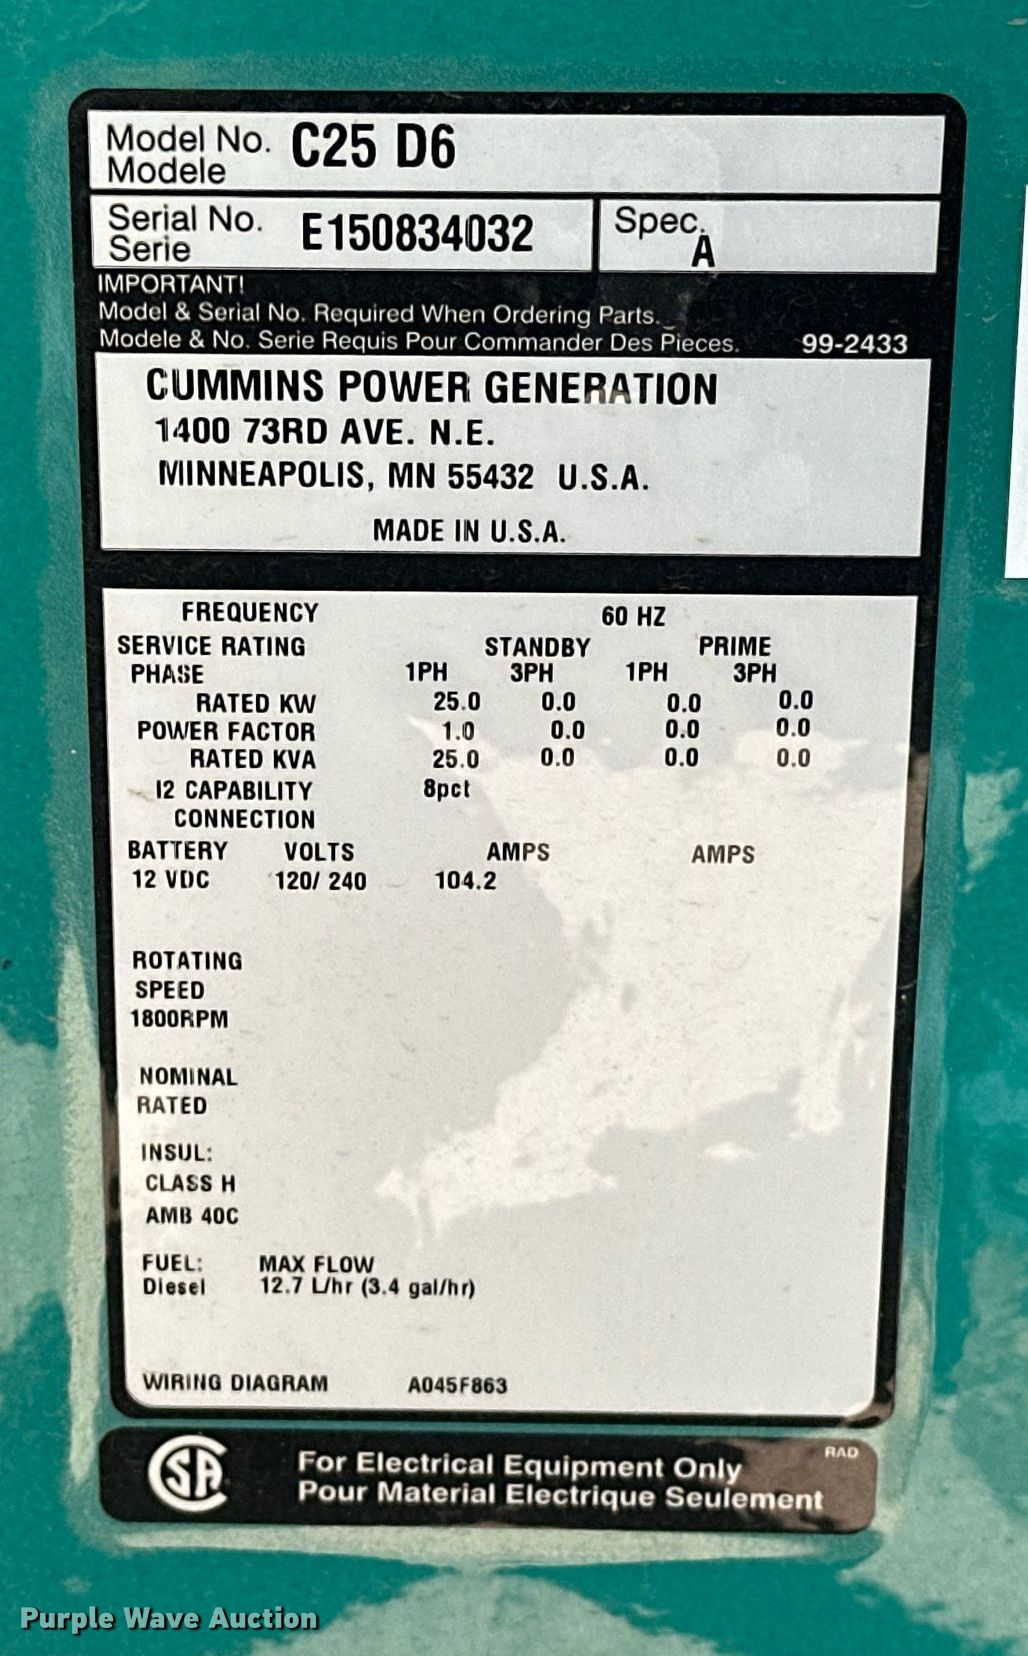 Model No. C25 D6
Modele
Serial No. E150834032
Serie
Spec.
A
IMPORTANT!
Model & Serial No. Required When Ordering Parts.
Modele & No. Serie Requis Pour Commander Des Pieces. 99-2433
CUMMINS POWER GENERATION
1400 73RD AVE. N.E.
MINNEAPOLIS, MN 55432 U.S.A.
MADE IN U.S.A.
FREQUENCY 60 HZ
SERVICE RATING STANDBY PRIME
PHASE 1PH 3PH 1PH 3PH
RATED KW 25.0 0.0 0.0 0.0
POWER FACTOR 1.0 0.0 0.0 0.0
RATED KVA 25.0 0.0 0.0 0.0
I2 CAPABILITY 8pct
CONNECTION
BATTERY VOLTS AMPS AMPS
12 VDC 120/ 240 104.2
ROTATING
SPEED
1800RPM
NOMINAL
RATED
INSUL:
CLASS H
AMB 40C
FUEL: MAX FLOW
Diesel 12.7 L/hr (3.4 gal/hr)
WIRING DIAGRAM A045F863
SA For Electrical Equipment Only RAD
Pour Material Electrique Seulement
Purple Wave Auction